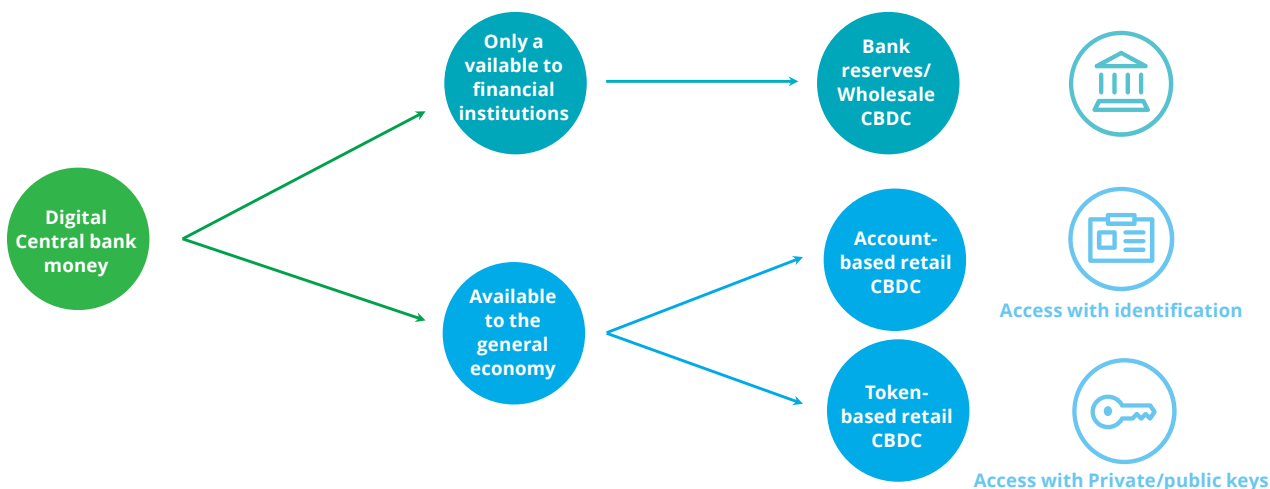 Only a
vailable to
financial
institutions
Bank
reserves/
Wholesale
CBDC
Digital
Central bank
money
Available
to the
general
economy
Account-
based retail
CBDC
Access with identification
Token-
based retail
CBDC
Access with Private/public keys